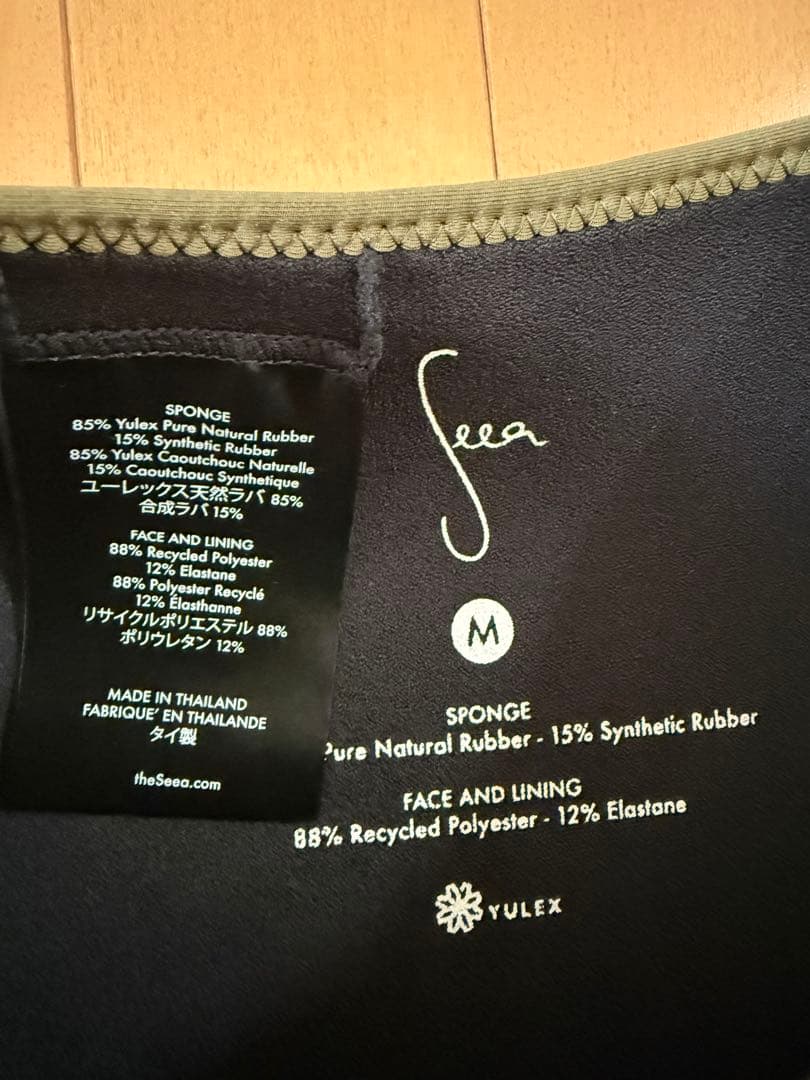 SPONGE
85% Yulex Pure Natural Rubber
15% Synthetic Rubber
85% Yulex Caoutchouc Naturelle
15% Caoutchouc Synthetique
ユーレックス天然ラバ 85%
合成ラバ 15%
FACE AND LINING
88% Recycled Polyester
12% Elastane
88% Polyester Recyclé
12% Élasthanne
リサイクルポリエステル 88%
ポリウレタン 12%
MADE IN THAILAND
FABRIQUE' EN THAILANDE
タイ製
theSeea.com
Seea
M
SPONGE
Pure Natural Rubber - 15% Synthetic Rubber
FACE AND LINING
88% Recycled Polyester - 12% Elastane
YULEX